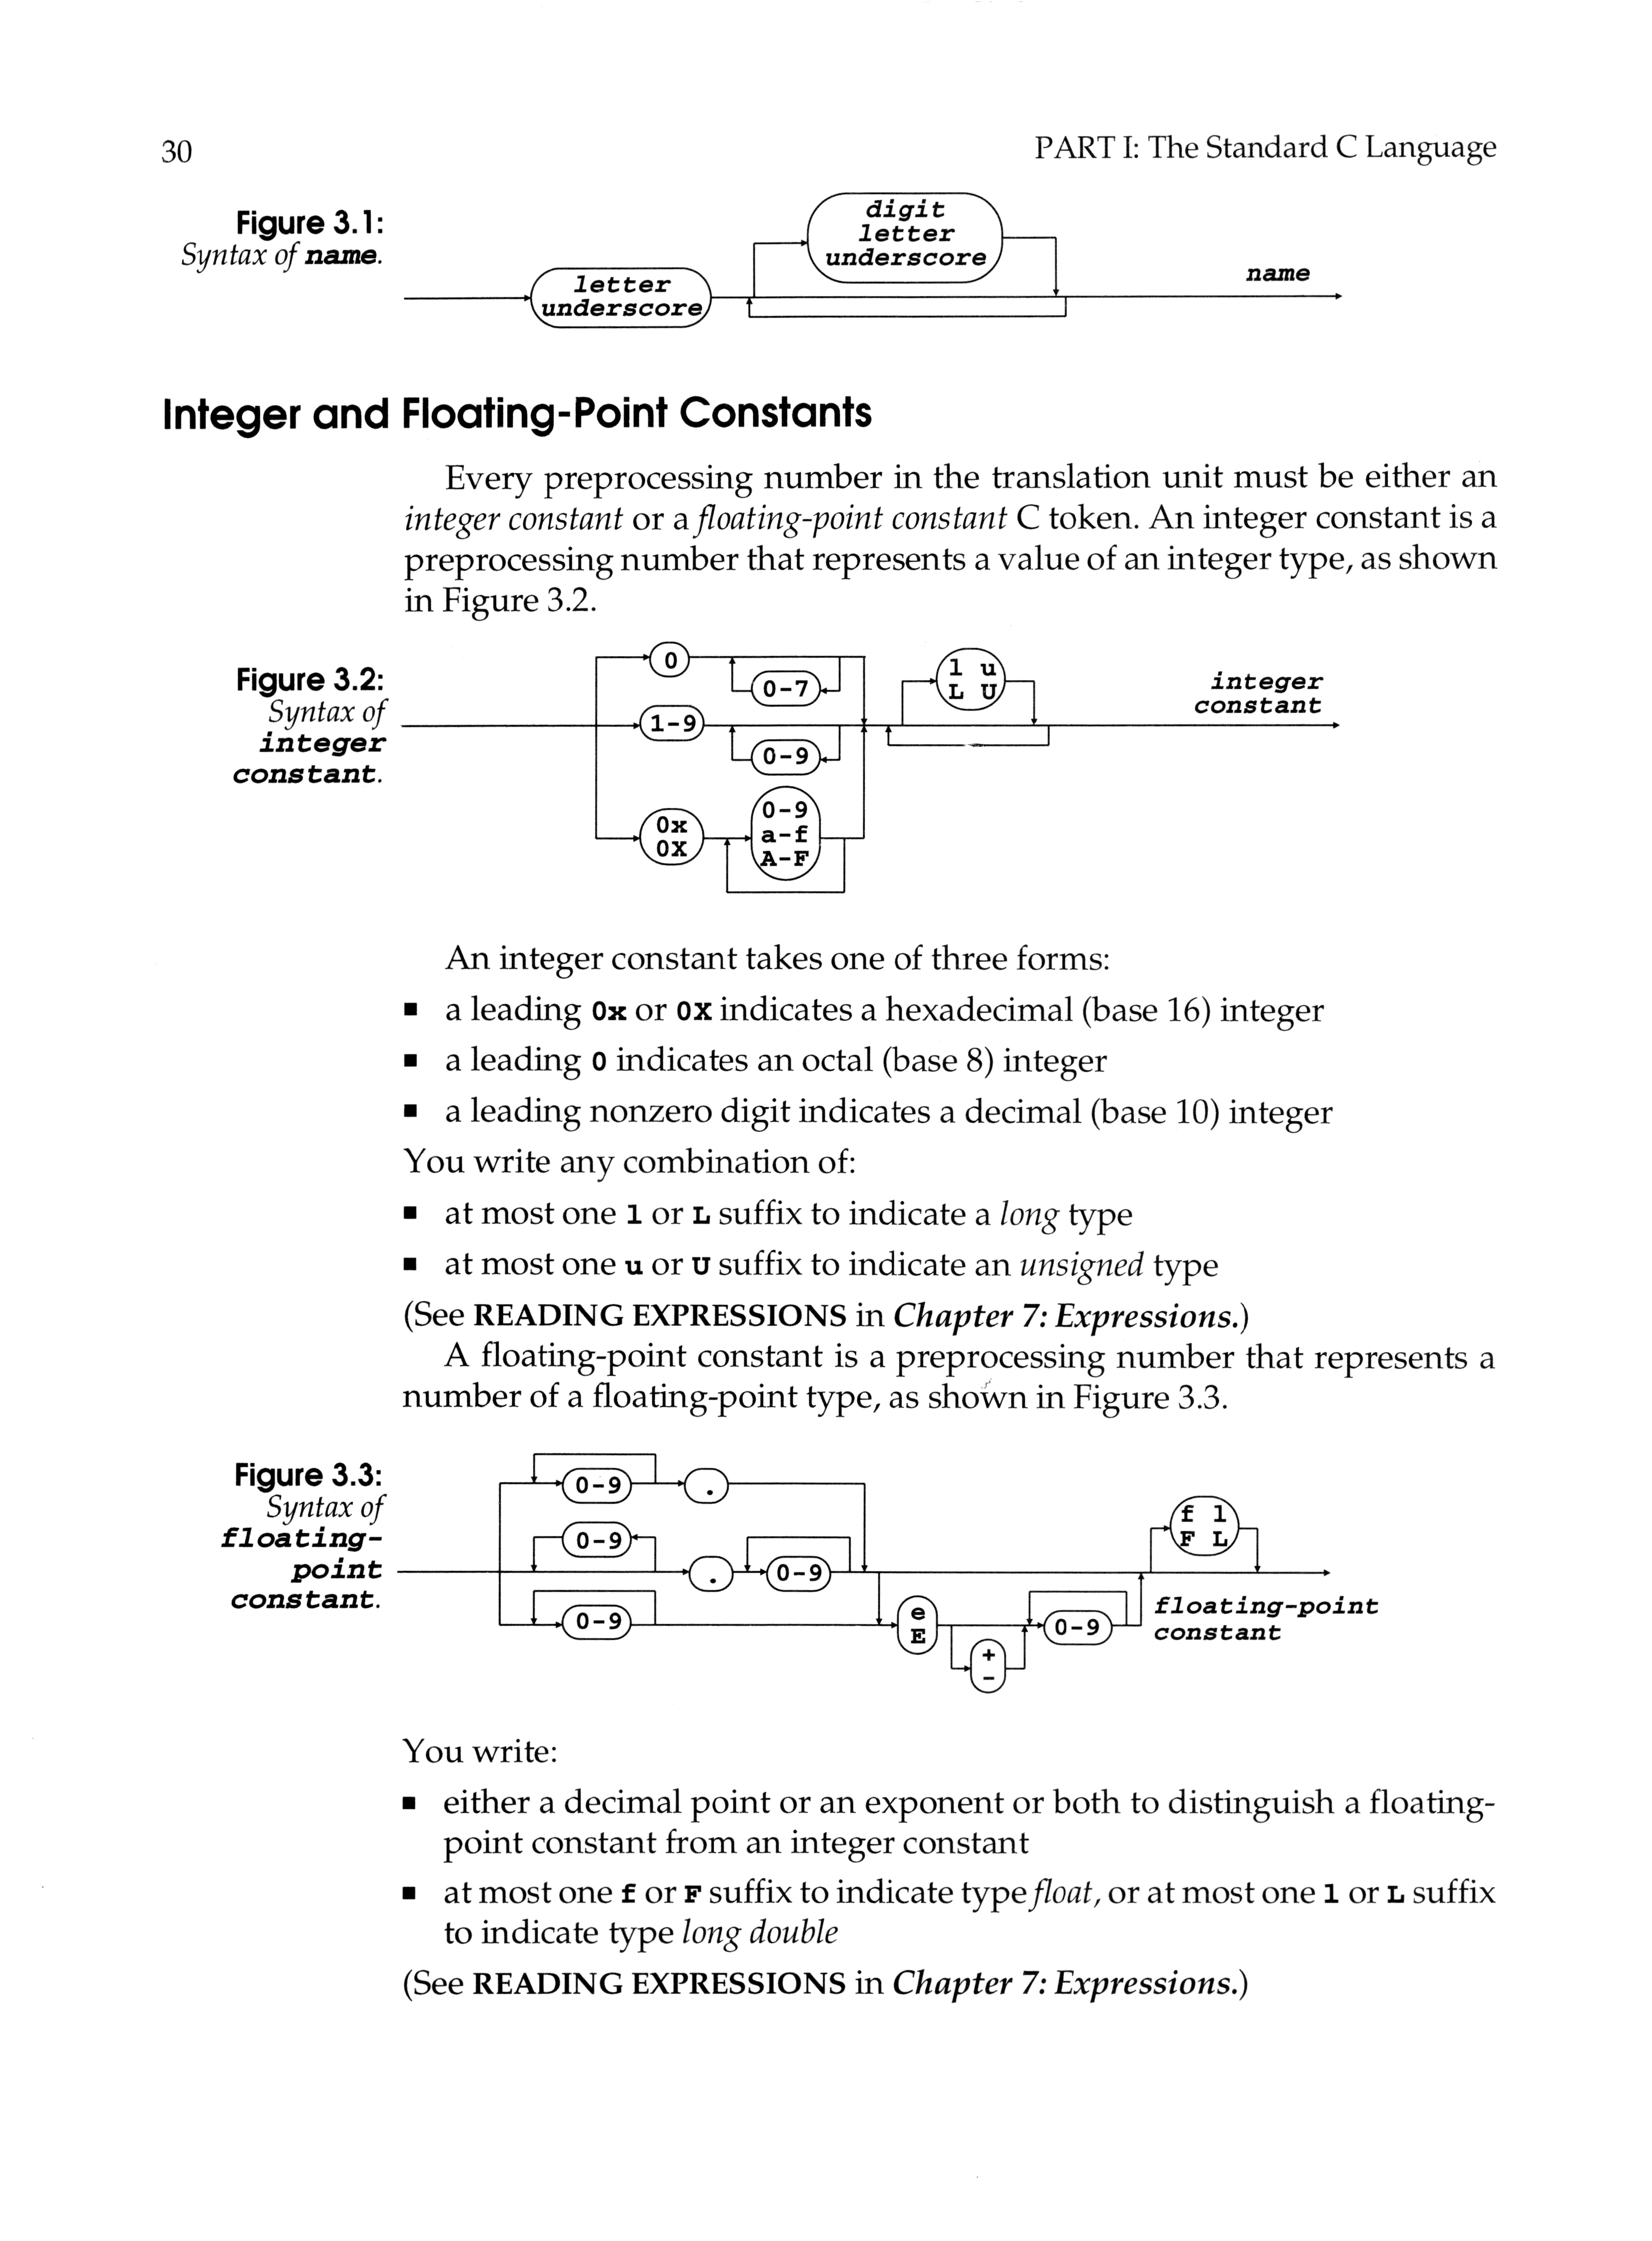 30
PART I: The Standard C Language
Figure 3.1:
Syntax of name.
digit
letter
underscore
letter
underscore
name
Integer and Floating-Point Constants
Every preprocessing number in the translation unit must be either an
integer constant or a floating-point constant C token. An integer constant is a
preprocessing number that represents a value of an integer type, as shown
in Figure 3.2.
Figure 3.2:
Syntax of
integer
constant.
0
0-7
1-9
0-9
0x
0X
0-9
a-f
A-F
l u
L U
integer
constant
An integer constant takes one of three forms:
■ a leading 0x or 0X indicates a hexadecimal (base 16) integer
■ a leading 0 indicates an octal (base 8) integer
■ a leading nonzero digit indicates a decimal (base 10) integer
You write any combination of:
■ at most one l or L suffix to indicate a long type
■ at most one u or U suffix to indicate an unsigned type
(See READING EXPRESSIONS in Chapter 7: Expressions.)
A floating-point constant is a preprocessing number that represents a
number of a floating-point type, as shown in Figure 3.3.
Figure 3.3:
Syntax of
floating-
point
constant.
0-9
.
0-9
.
0-9
0-9
e
E
+
-
0-9
f l
F L
floating-point
constant
You write:
■ either a decimal point or an exponent or both to distinguish a floating-
point constant from an integer constant
■ at most one f or F suffix to indicate type float, or at most one l or L suffix
to indicate type long double
(See READING EXPRESSIONS in Chapter 7: Expressions.)